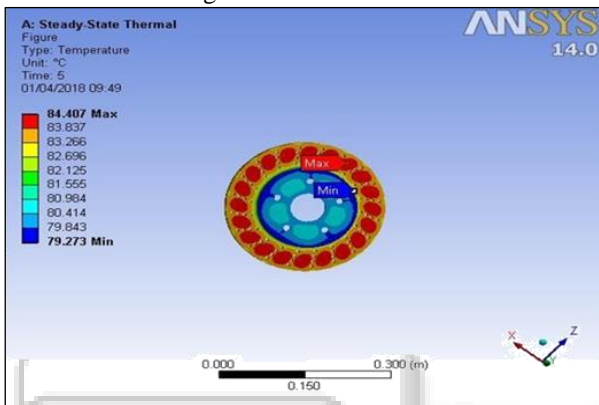 A: Steady-State Thermal
Figure
Type: Temperature
Unit: °C
Time: 5
01/04/2018 09:49
84.407 Max
83.837
83.266
82.696
82.125
81.555
80.984
80.414
79.843
79.273 Min
ANSYS
14.0
Max
Min
0.000
0.300 (m)
0.150
X
Y
Z